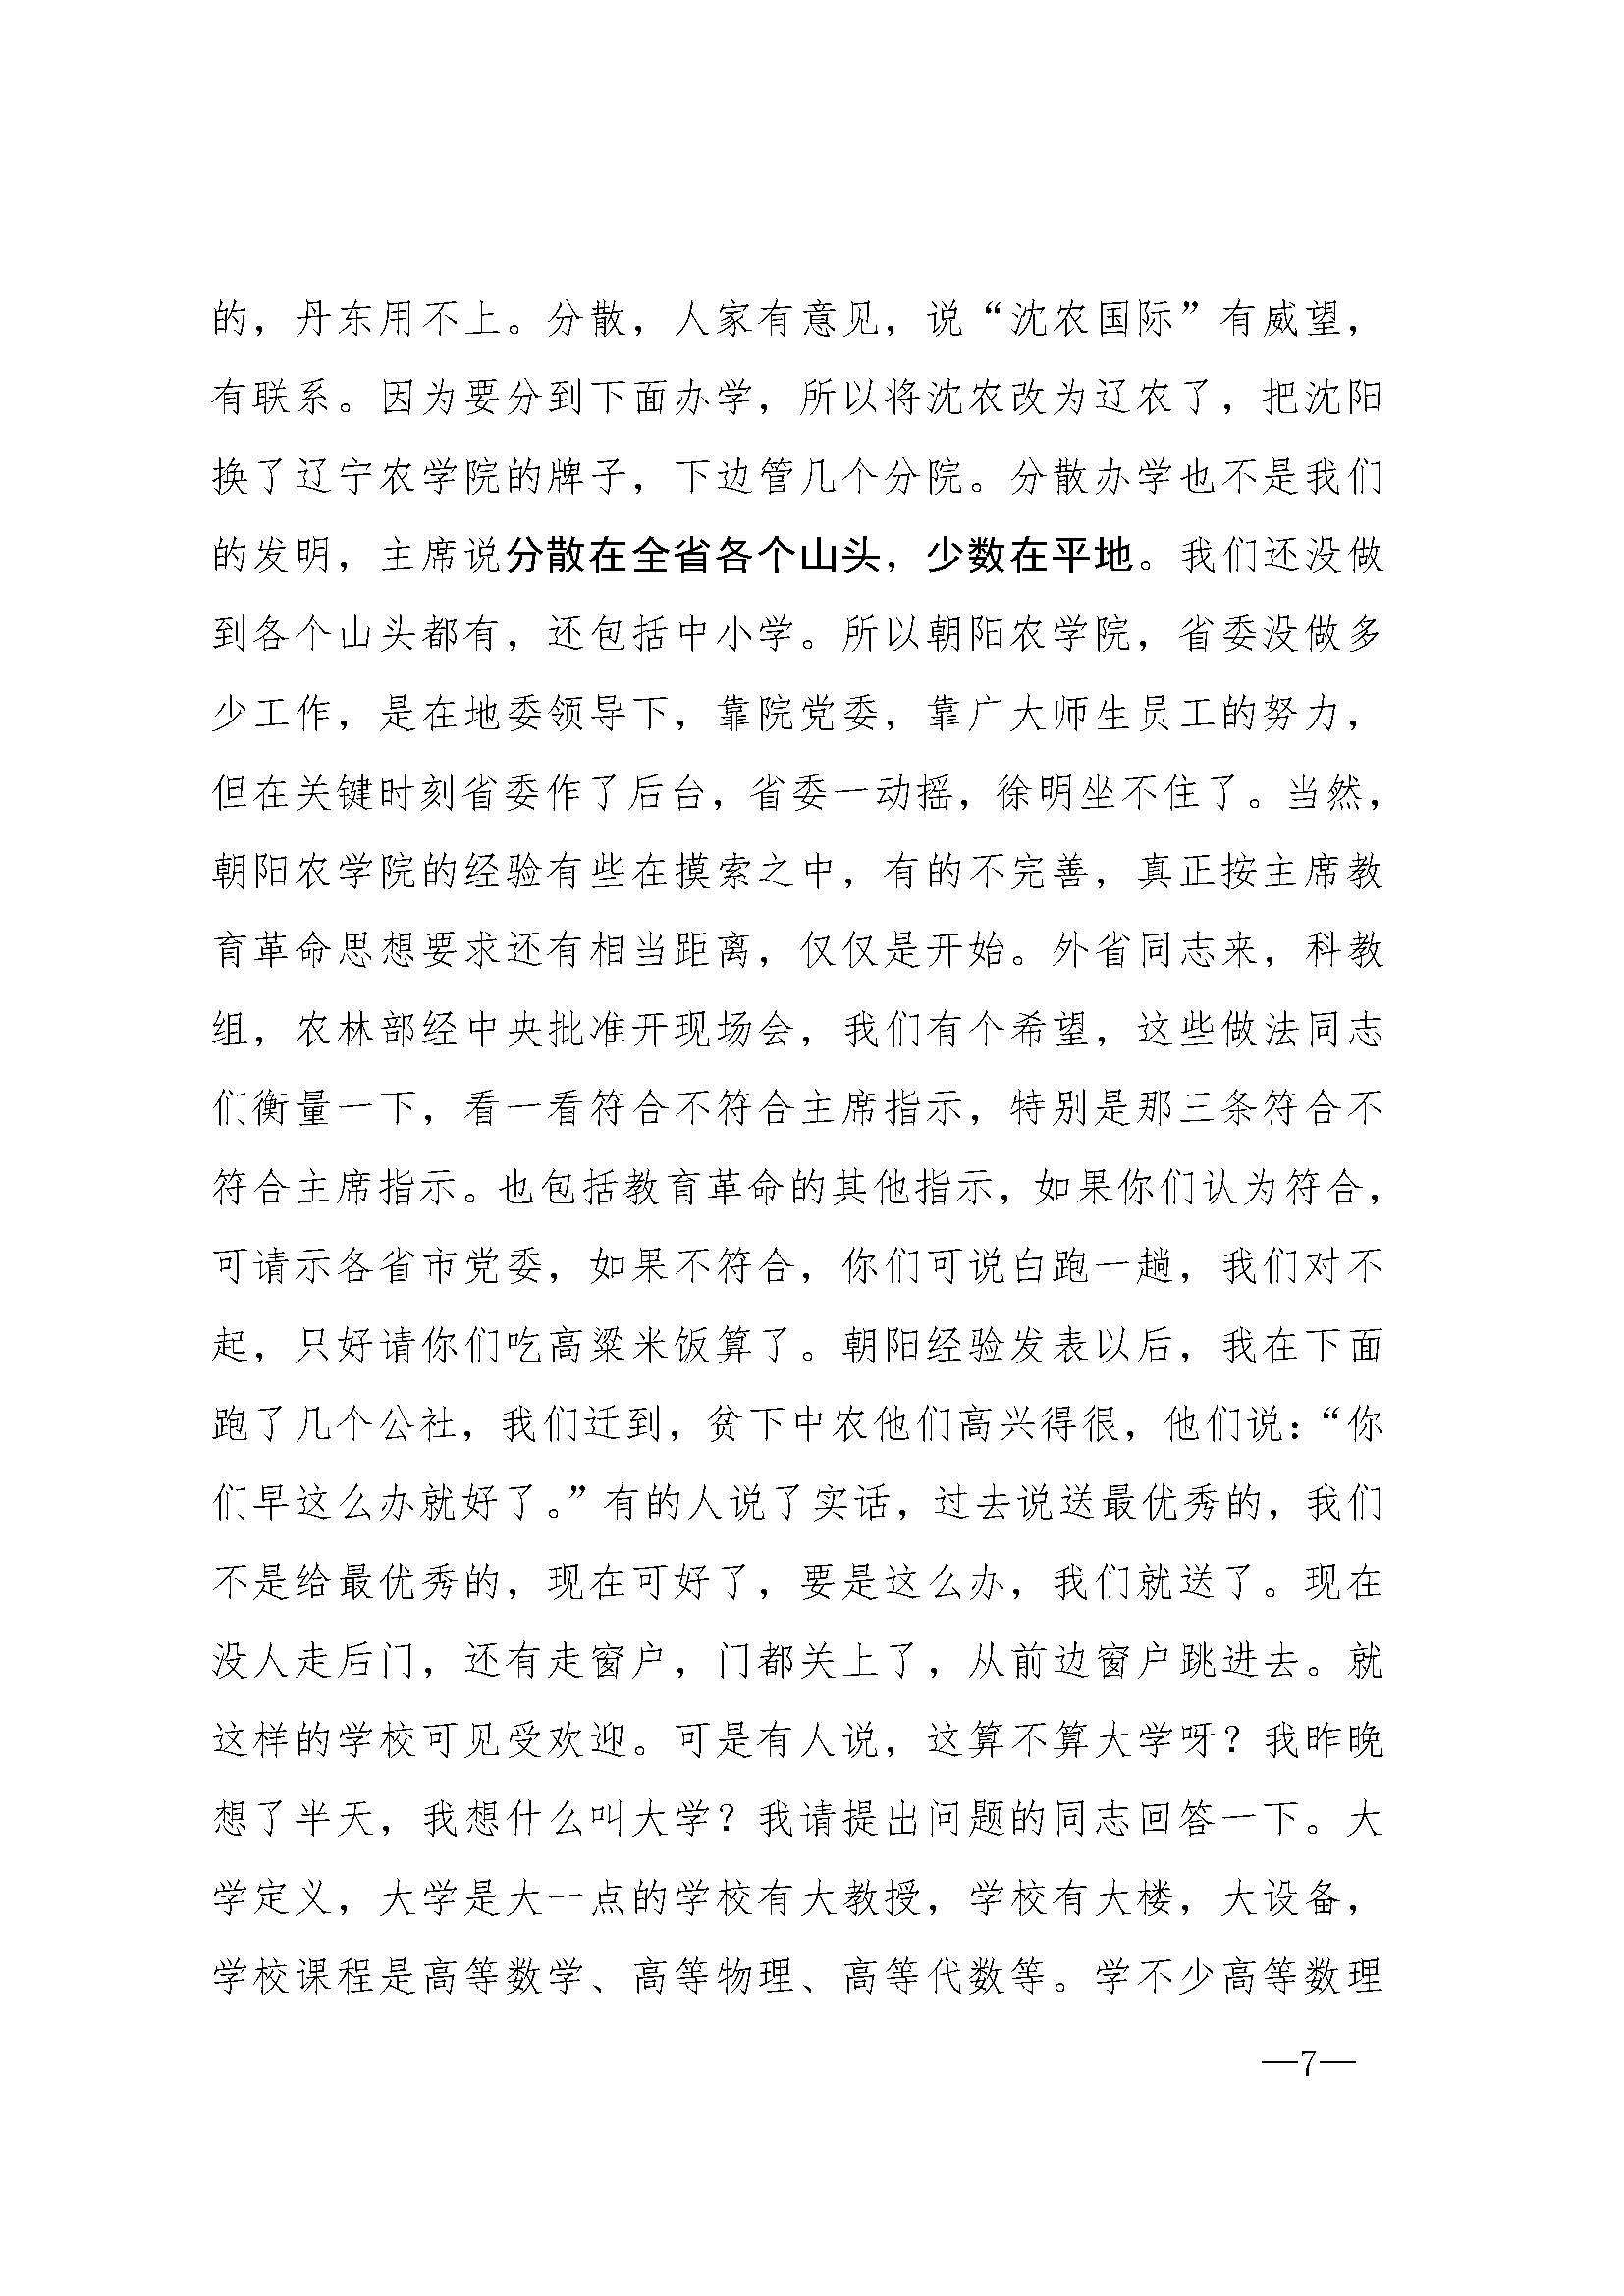 的，丹东用不上。分散，人家有意见，说“沈农国际”有威望，
有联系。因为要分到下面办学，所以将沈农改为辽农了，把沈阳
换了辽宁农学院的牌子，下边管几个分院。分散办学也不是我们
的发明，主席说分散在全省各个山头，少数在平地。我们还没做
到各个山头都有，还包括中小学。所以朝阳农学院，省委没做多
少工作，是在地委领导下，靠院党委，靠广大师生员工的努力，
但在关键时刻省委作了后台，省委一动摇，徐明坐不住了。当然，
朝阳农学院的经验有些在摸索之中，有的不完善，真正按主席教
育革命思想要求还有相当距离，仅仅是开始。外省同志来，科教
组，农林部经中央批准开现场会，我们有个希望，这些做法同志
们衡量一下，看一看符合不符合主席指示，特别是那三条符合不
符合主席指示。也包括教育革命的其他指示，如果你们认为符合，
可请示各省市党委，如果不符合，你们可说白跑一趟，我们对不
起，只好请你们吃高粱米饭算了。朝阳经验发表以后，我在下面
跑了几个公社，我们迁到，贫下中农他们高兴得很，他们说：“你
们早这么办就好了。”有的人说了实话，过去说送最优秀的，我们
不是给最优秀的，现在可好了，要是这么办，我们就送了。现在
没人走后门，还有走窗户，门都关上了，从前边窗户跳进去。就
这样的学校可见受欢迎。可是有人说，这算不算大学呀？我昨晚
想了半天，我想什么叫大学？我请提出问题的同志回答一下。大
学定义，大学是大一点的学校有大教授，学校有大楼，大设备，
学校课程是高等数学、高等物理、高等代数等。学不少高等数理
—7—